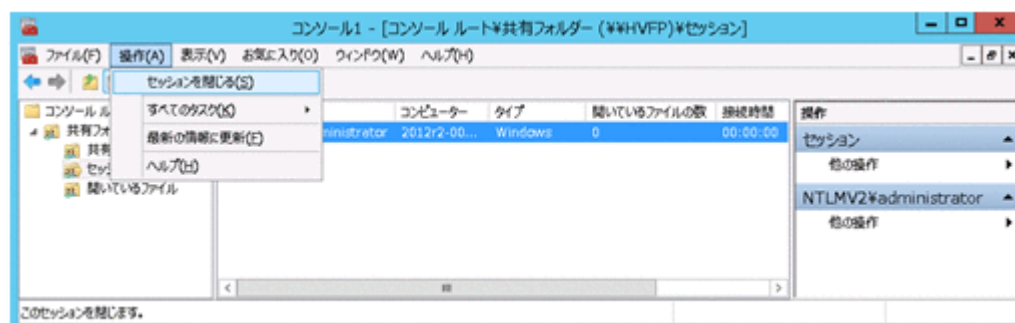 コンソール1 - [コンソール ルート¥共有フォルダー (¥¥HVFP)¥セッション]
ファイル(F) 操作(A) 表示(V) お気に入り(O) ウィンドウ(W) ヘルプ(H)
セッションを閉じる(S)
すべてのタスク(K)
最新の情報に更新(F)
ヘルプ(H)
コンソール ル
共有フォ
共有
セッ
開いているファイル
コンピューター タイプ 開いているファイルの数 接続時間
ministrator 2012r2-00... Windows 0 00:00:00
操作
セッション
他の操作
NTLMV2¥administrator
他の操作
このセッションを閉じます。